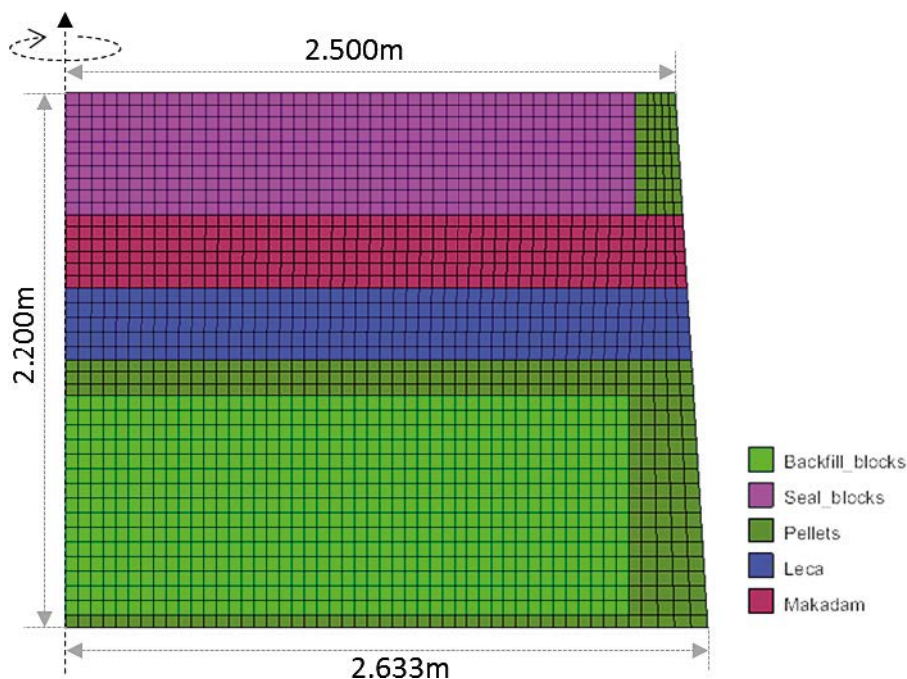 2.500m
2.200m
Backfill_blocks
Seal_blocks
Pellets
Leca
Makadam
2.633m